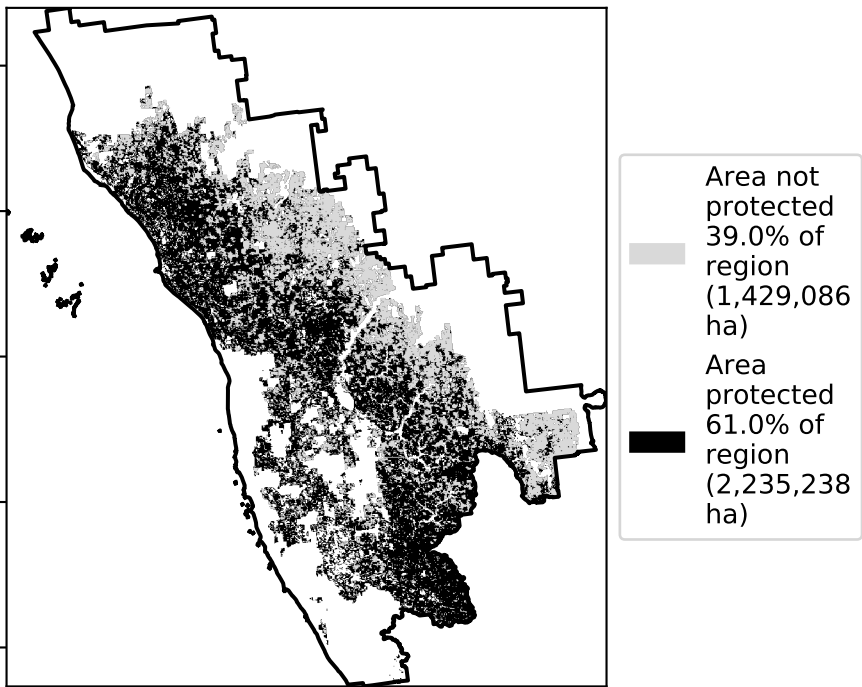 Area not
protected
39.0% of
region
(1,429,086
ha)
Area
protected
61.0% of
region
(2,235,238
ha)